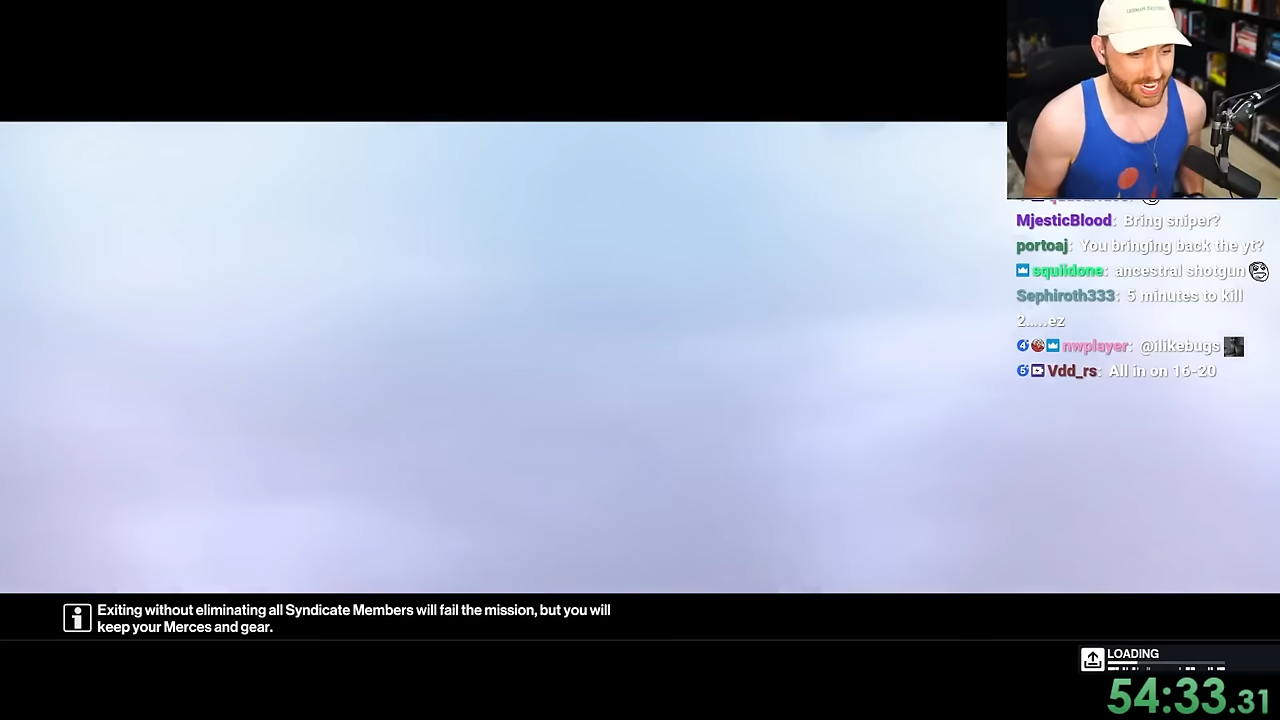 MjesticBlood: Bring sniper?
portoaj: You bringing back the yt?
squiidone: ancestral shotgun
Sephiroth333: 5 minutes to kill
2.....ez
nwplayer: @ilikebugs
Vdd_rs: All in on 16-20
Exiting without eliminating all Syndicate Members will fail the mission, but you will
keep your Merces and gear.
LOADING
54:33.31